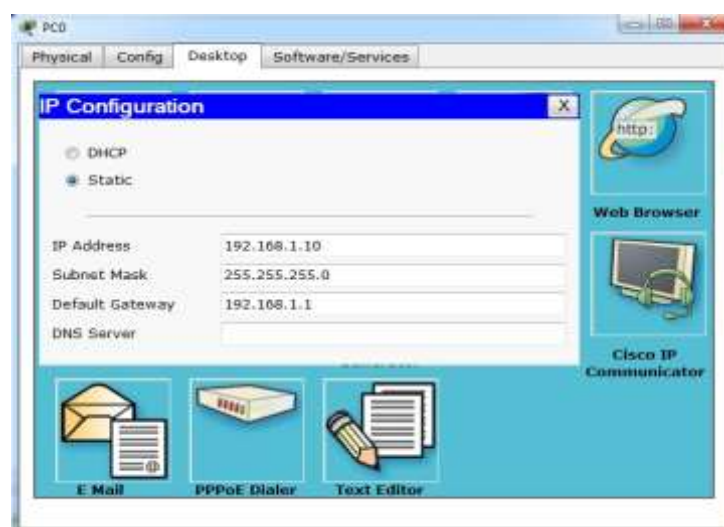 PC0
Physical Config Desktop Software/Services
IP Configuration X
DHCP
Static
IP Address 192.168.1.10
Subnet Mask 255.255.255.0
Default Gateway 192.168.1.1
DNS Server
http:
Web Browser
Cisco IP
Communicator
E Mail
PPPoE Dialer
Text Editor